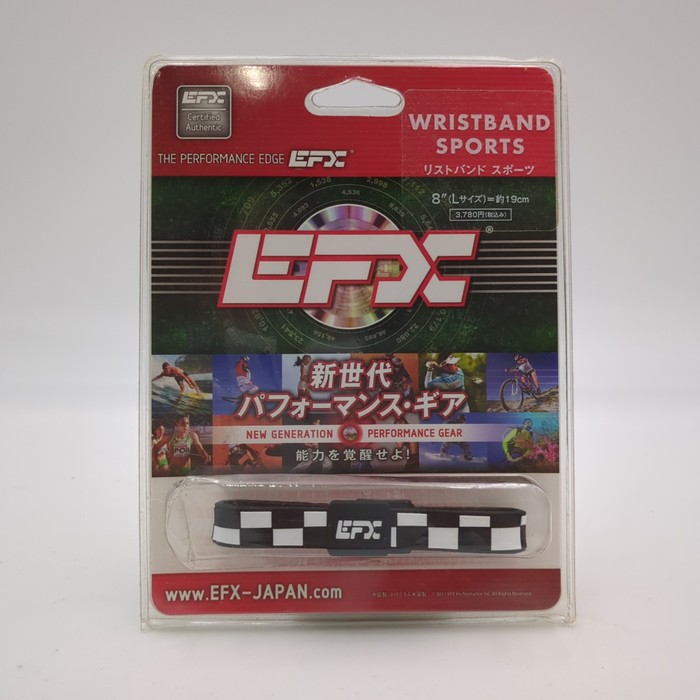 EFX
Certified
Authentic
THE PERFORMANCE EDGE EFX®
WRISTBAND
SPORTS
リストバンド スポーツ
8"(Lサイズ)=約19cm
3,780円(税込み)
EFX®
新世代
パフォーマンス・ギア
NEW GENERATION PERFORMANCE GEAR
能力を覚醒せよ!
EFX
www.EFX-JAPAN.com